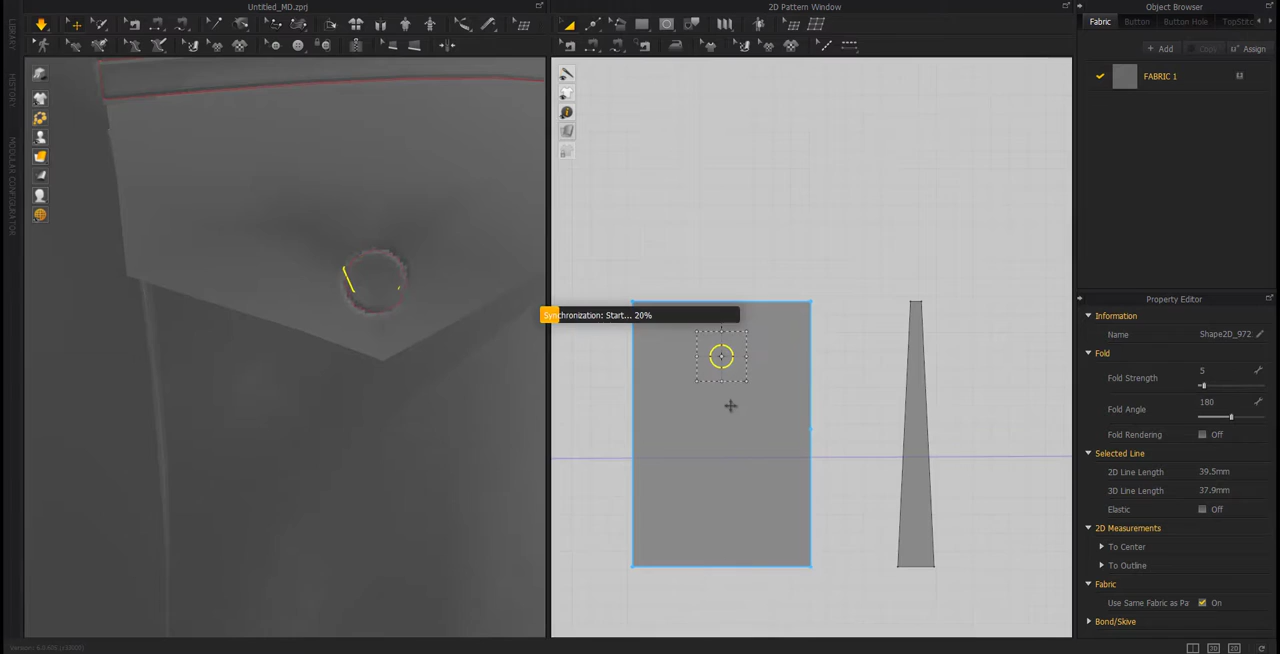 Untitled_MD.zprj
2D Pattern Window
Object Browser
Fabric
Button
Button Hole
TopStitc
+ Add
Copy
Assign
FABRIC 1
LIBRARY
HISTORY
MODULAR CONFIGURATOR
Synchronization: Start... 20%
Property Editor
Information
Name
Shape2D_972
Fold
Fold Strength
5
Fold Angle
180
Fold Rendering
Off
Selected Line
2D Line Length
39.5mm
3D Line Length
37.9mm
Elastic
Off
2D Measurements
To Center
To Outline
Fabric
Use Same Fabric as Pa
On
Bond/Skive